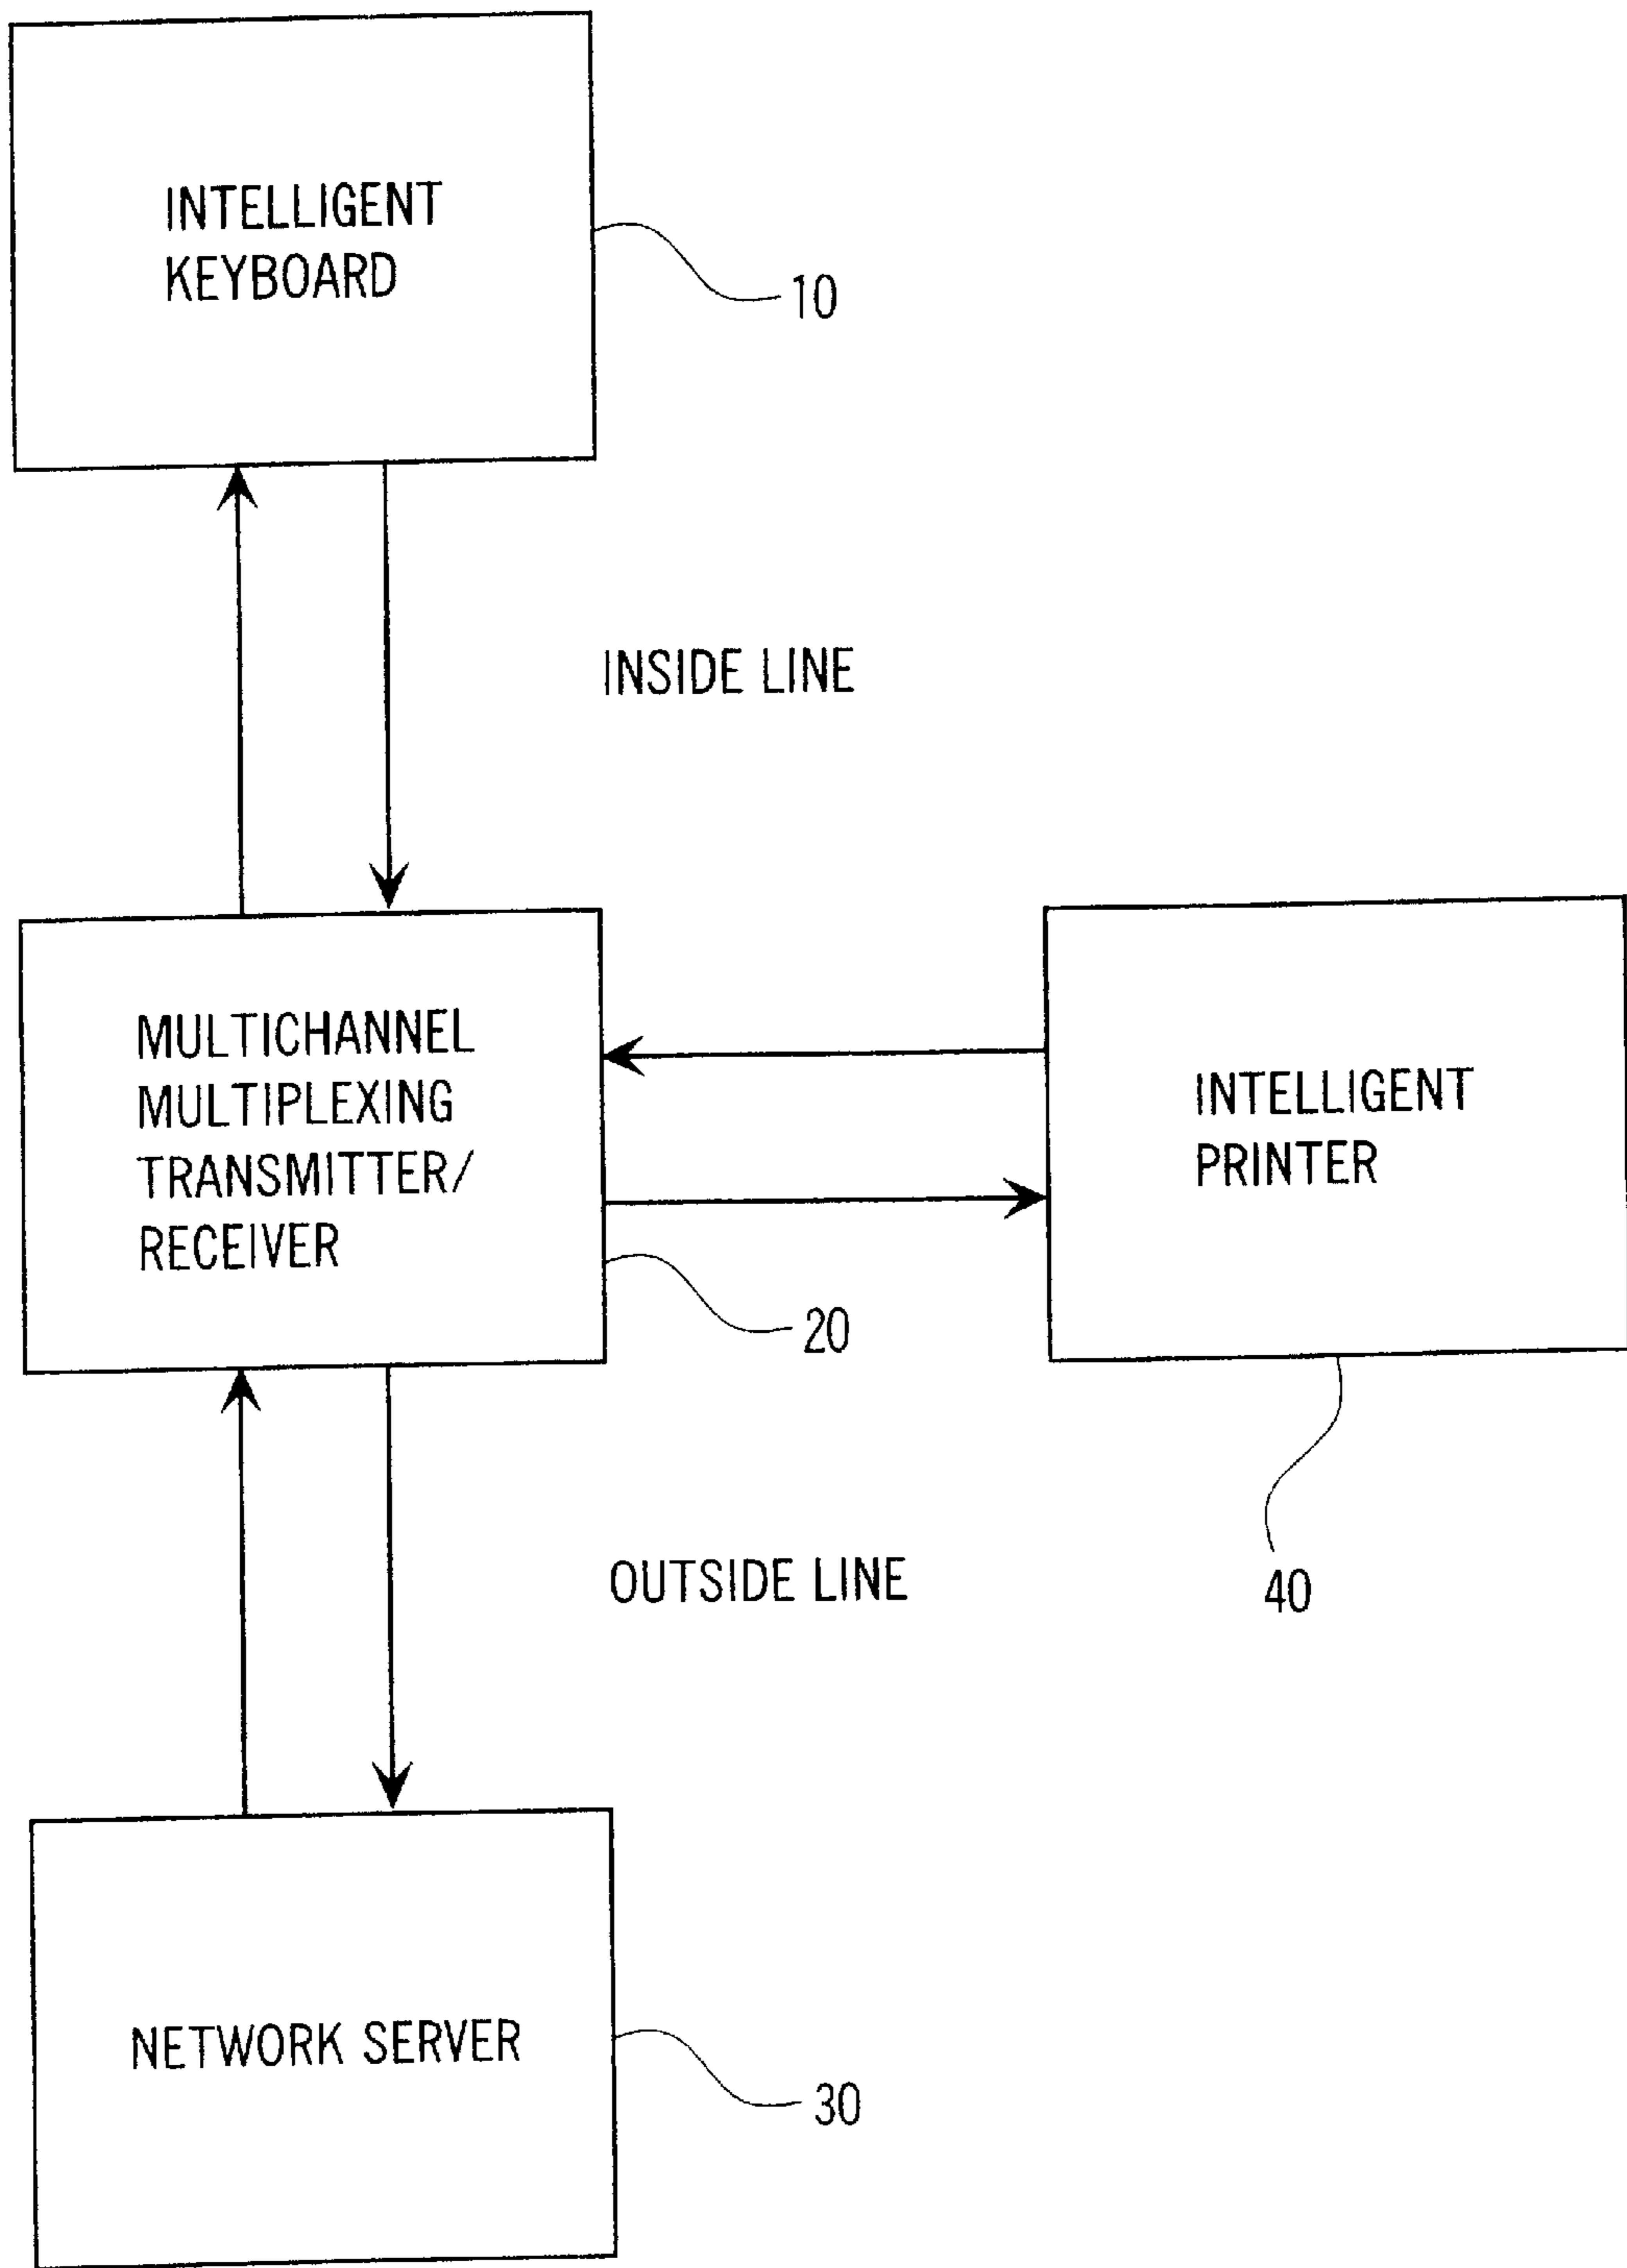 INTELLIGENT
KEYBOARD
10
INSIDE LINE
MULTICHANNEL
MULTIPLEXING
TRANSMITTER/
RECEIVER
20
INTELLIGENT
PRINTER
40
OUTSIDE LINE
NETWORK SERVER
30